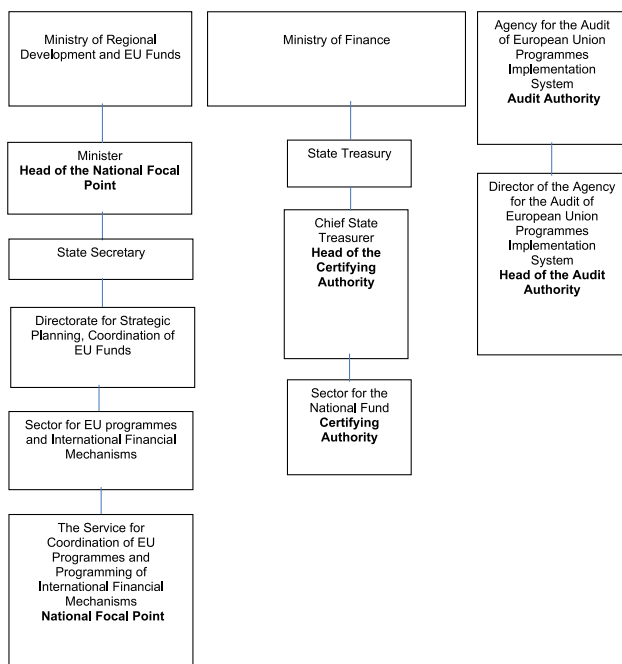 Ministry of Regional
Development and EU Funds
Minister
Head of the National Focal
Point
State Secretary
Directorate for Strategic
Planning, Coordination of
EU Funds
Sector for EU programmes
and International Financial
Mechanisms
The Service for
Coordination of EU
Programmes and
Programming of
International Financial
Mechanisms
National Focal Point
Ministry of Finance
State Treasury
Chief State
Treasurer
Head of the
Certifying
Authority
Sector for the
National Fund
Certifying
Authority
Agency for the Audit
of European Union
Programmes
Implementation
System
Audit Authority
Director of the Agency
for the Audit of
European Union
Programmes
Implementation
System
Head of the Audit
Authority